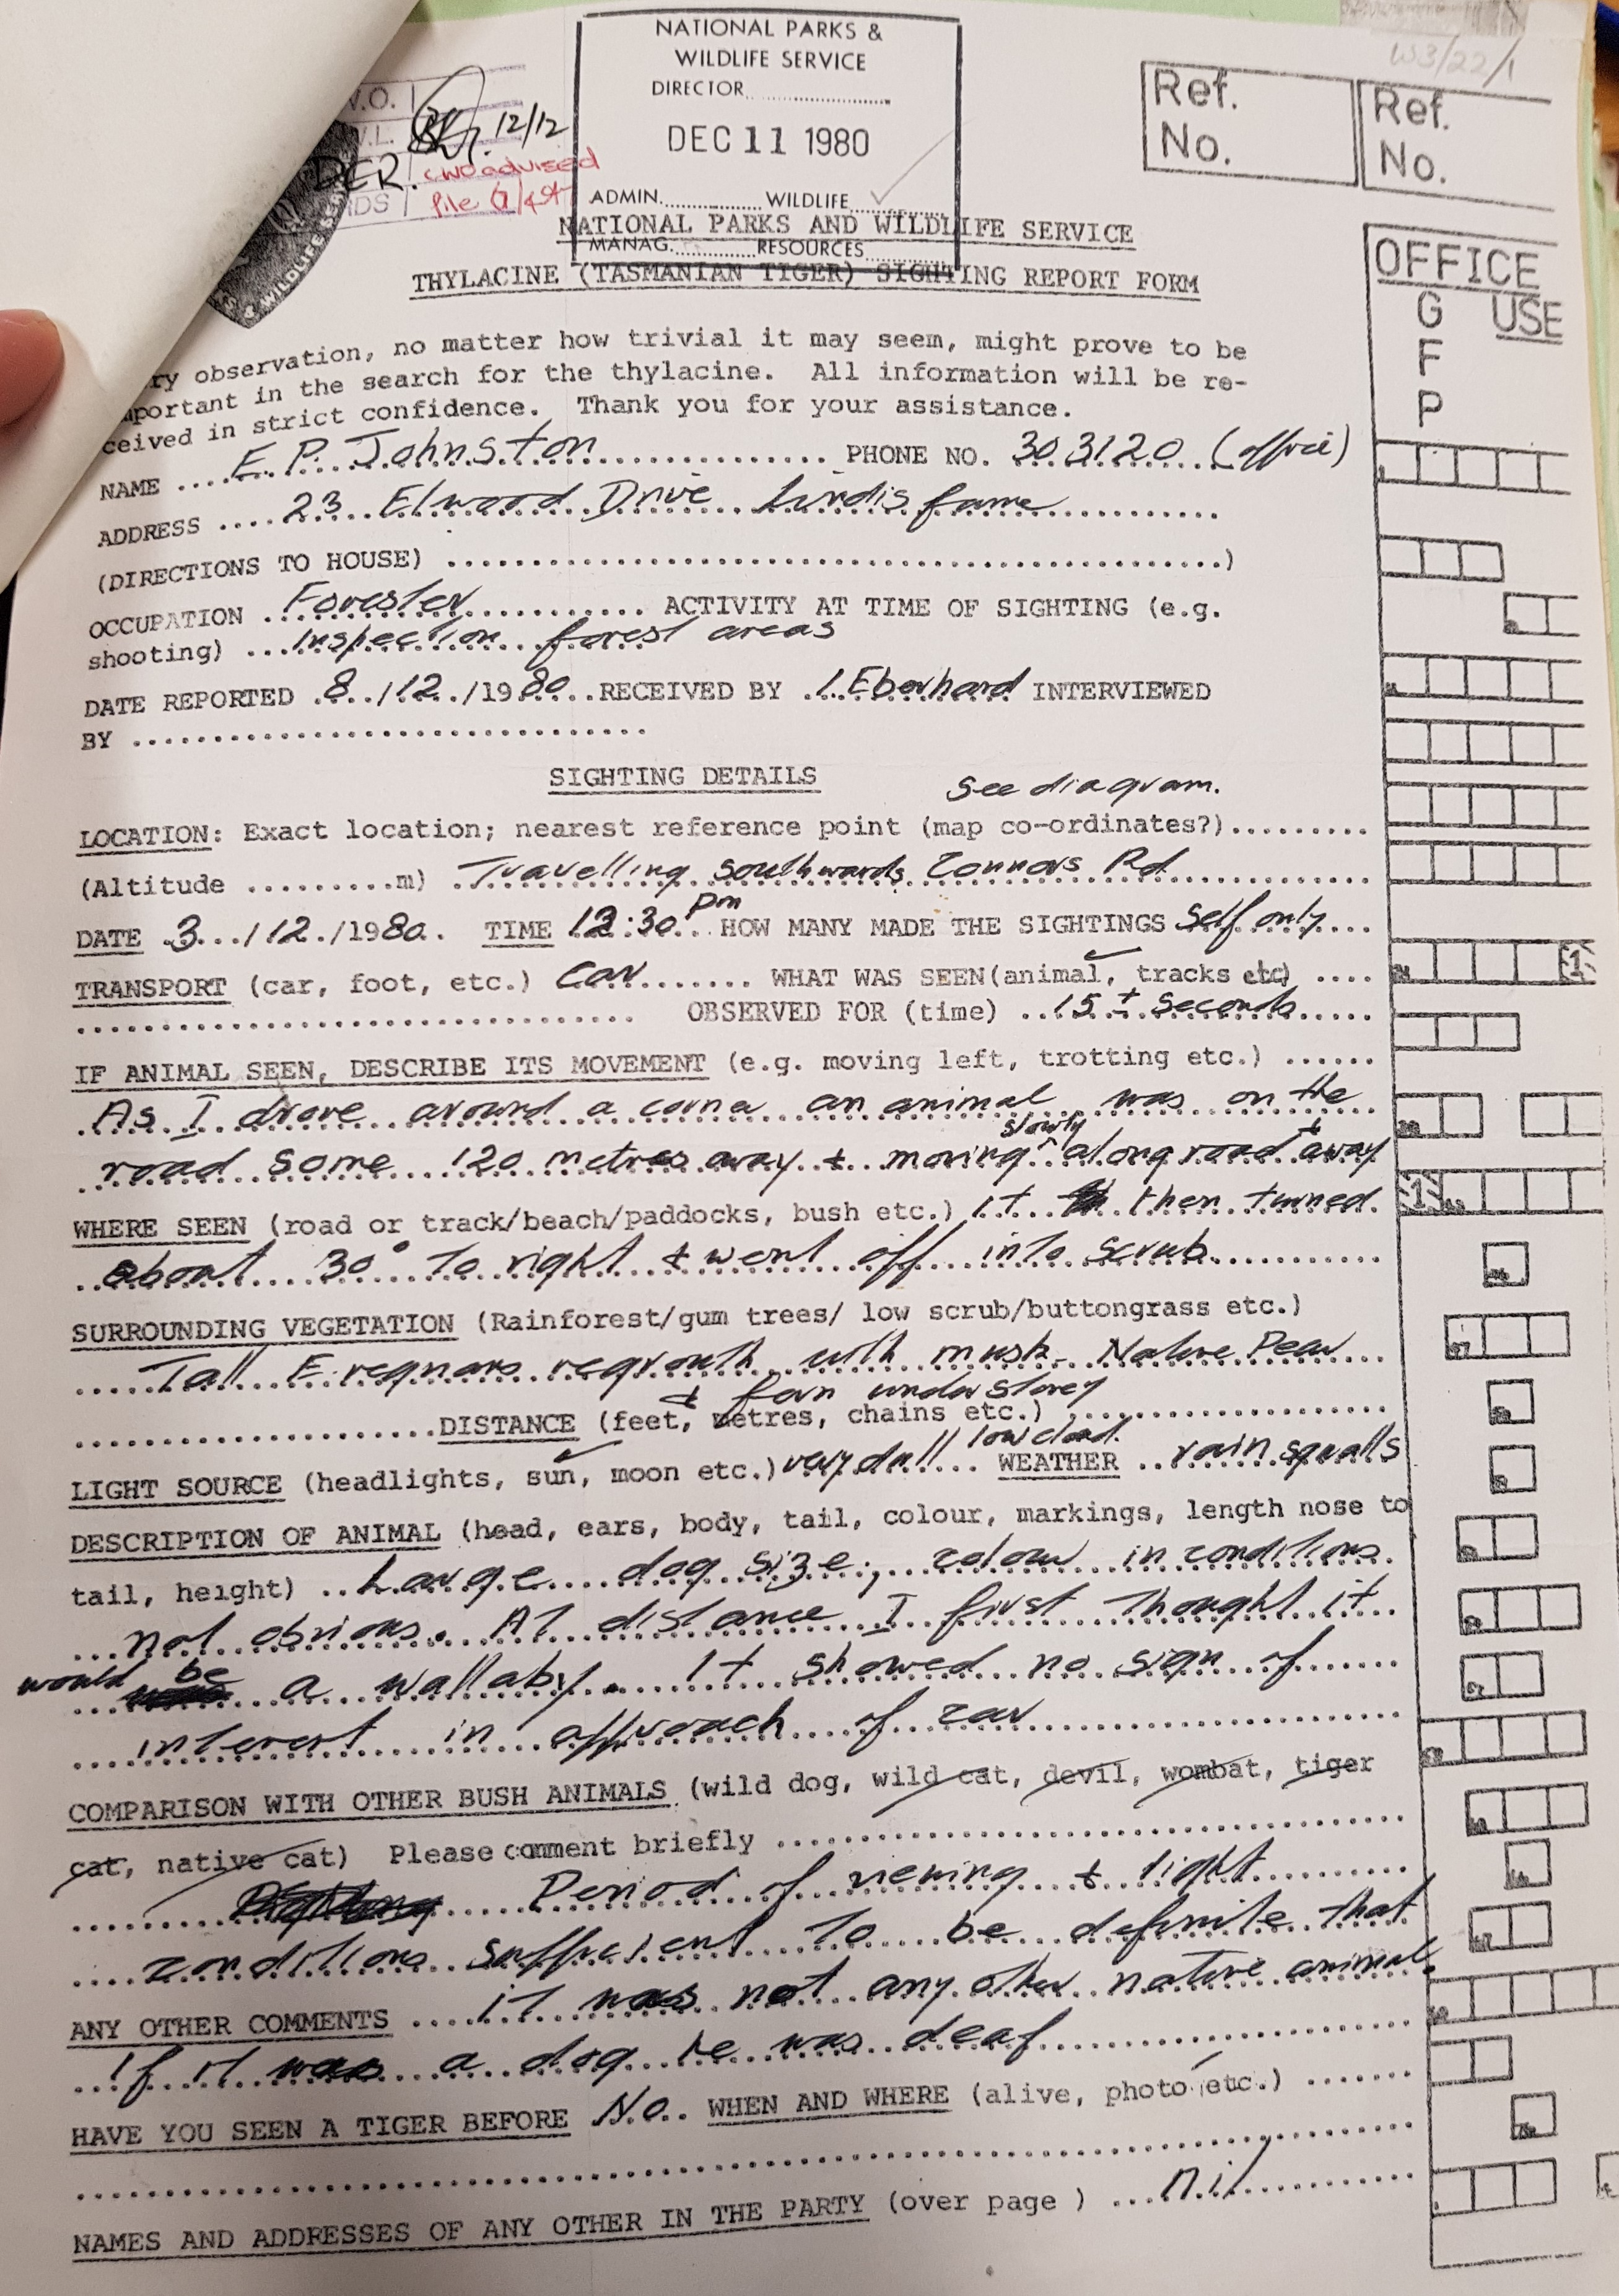 NATIONAL PARKS &
WILDLIFE SERVICE
DIRECTOR
DEC 11 1980
ADMIN. WILDLIFE
MANAG. RESOURCES
W3/22/1
Ref. No.
Ref. No.
12/12
DER.
CWO advised
file
NATIONAL PARKS AND WILDLIFE SERVICE
THYLACINE (TASMANIAN TIGER) SIGHTING REPORT FORM
OFFICE USE
G
F
P
ry observation, no matter how trivial it may seem, might prove to be
mportant in the search for the thylacine. All information will be re-
ceived in strict confidence. Thank you for your assistance.
NAME E.P. Johnston PHONE NO. 303120 (office)
ADDRESS 23 Elwood Drive Lindisfarne
(DIRECTIONS TO HOUSE) )
OCCUPATION Forester ACTIVITY AT TIME OF SIGHTING (e.g.
shooting) Inspection forest areas
DATE REPORTED 8/12/1980 RECEIVED BY I. Eberhard INTERVIEWED
BY
SIGHTING DETAILS
See diagram.
LOCATION: Exact location; nearest reference point (map co-ordinates?)
(Altitude m) Travelling southwards Connors Rd
DATE 3/12/1980. TIME 12:30 pm HOW MANY MADE THE SIGHTINGS Self only
TRANSPORT (car, foot, etc.) Car WHAT WAS SEEN(animal, tracks etc)
OBSERVED FOR (time) 15 ± seconds
IF ANIMAL SEEN, DESCRIBE ITS MOVEMENT (e.g. moving left, trotting etc.)
As I drove around a corner an animal was on the
road some 120 metres away + moving slowly along road + away
WHERE SEEN (road or track/beach/paddocks, bush etc.) it then turned
about 30° to right + went off into scrub
SURROUNDING VEGETATION (Rainforest/gum trees/ low scrub/buttongrass etc.)
Tall E. regnans regrowth with musk - Native Pear
+ fern understorey
DISTANCE (feet, metres, chains etc.)
LIGHT SOURCE (headlights, sun, moon etc.) very dull low cloud. WEATHER rain squalls
DESCRIPTION OF ANIMAL (head, ears, body, tail, colour, markings, length nose to
tail, height) Large dog size; colour in conditions
not obvious. At distance I first thought it
would be a wallaby. It showed no sign of
interest in approach of car
COMPARISON WITH OTHER BUSH ANIMALS (wild dog, wild cat, devil, wombat, tiger
cat, native cat) Please comment briefly
Period of viewing + light
conditions sufficient to be definite that
ANY OTHER COMMENTS it was not any other native animal.
If it was a dog he was deaf
HAVE YOU SEEN A TIGER BEFORE No. WHEN AND WHERE (alive, photo etc.)
NAMES AND ADDRESSES OF ANY OTHER IN THE PARTY (over page ) nil